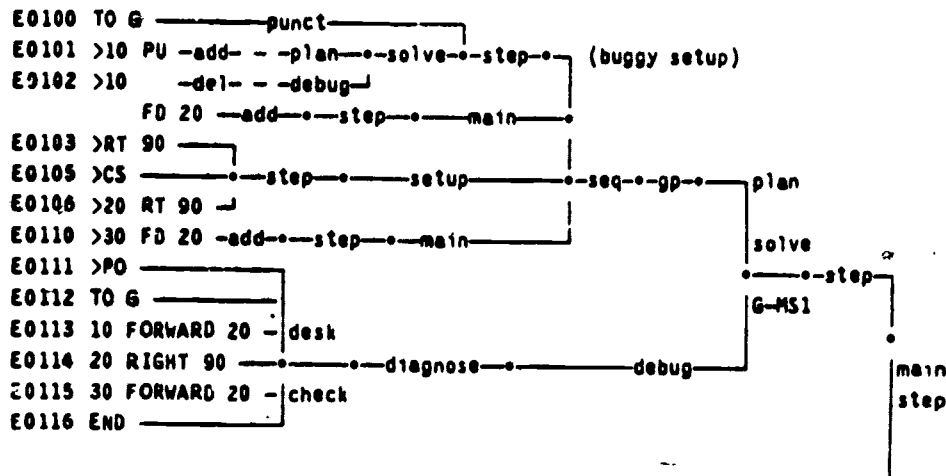 E0100 TO G punct
E0101 >10 PU -add- - -plan solve step (buggy setup)
E0102 >10 -del- - -debug
FD 20 add step main
E0103 >RT 90
E0105 >CS step setup seq gp plan
E0106 >20 RT 90
E0110 >30 FD 20 -add step main
solve
E0111 >PO step
E0112 TO G G-MS1
E0113 10 FORWARD 20 - desk
E0114 20 RIGHT 90 diagnose debug main
E0115 30 FORWARD 20 - check step
E0116 END